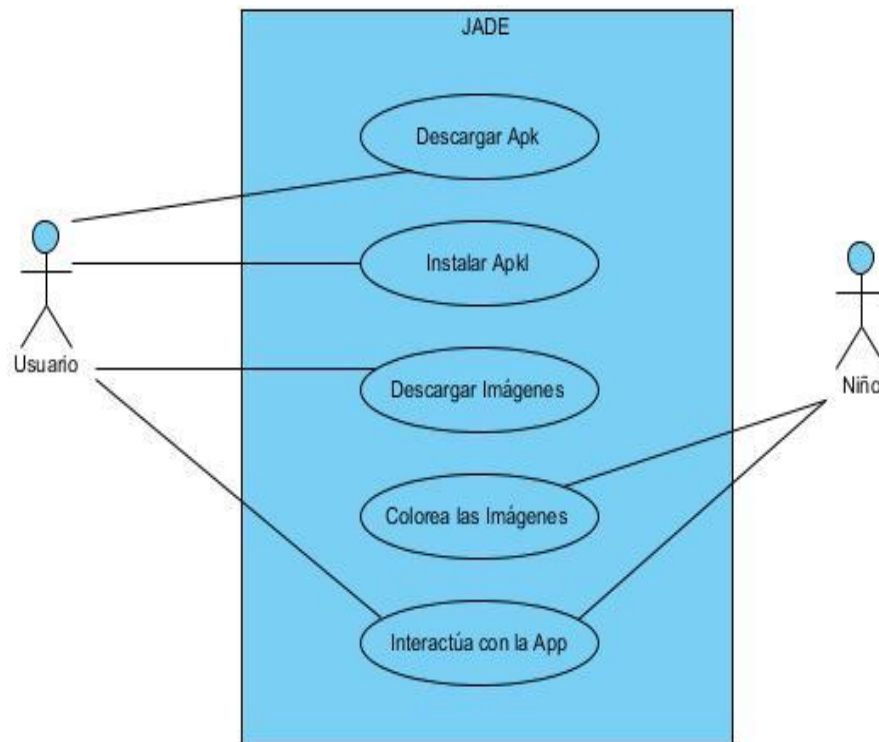 JADE
Descargar Apk
Instalar Apkl
Usuario
Niño
Descargar Imágenes
Colorea las Imágenes
Interactúa con la App